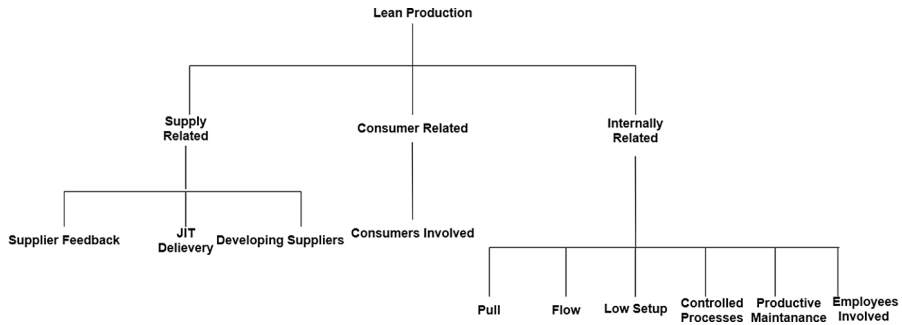 Lean Production
Supply
Related
Consumer Related
Internally
Related
Supplier Feedback
JIT
Delievery
Developing Suppliers
Consumers Involved
Pull
Flow
Low Setup
Controlled
Processes
Productive
Maintanance
Employees
Involved